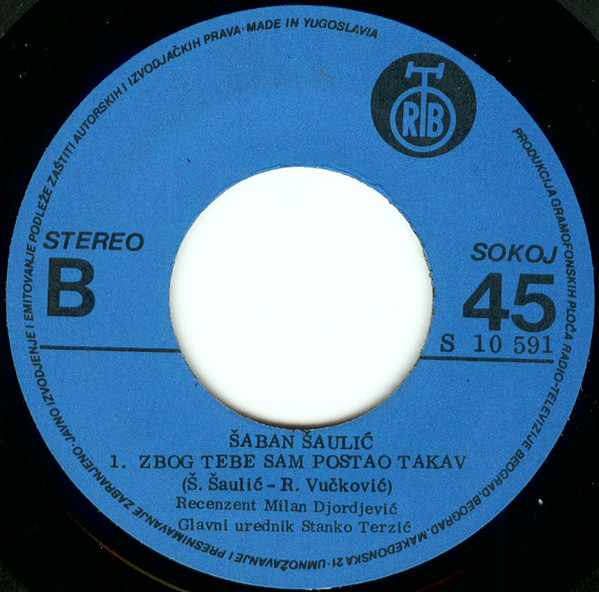 PRODUKCIJA GRAMOFONSKIH PLOČA RADIO-TELEVIZIJE BEOGRAD, BEOGRAD, MAKEDONSKA 21 · UMNOŽAVANJE I PRESNIMAVANJE ZABRANJENO · JAVNO IZVODJENJE I EMITOVANJE PODLEŽE ZAŠTITI AUTORSKIH I IZVODJAČKIH PRAVA · MADE IN YUGOSLAVIA
RTB
STEREO
B
SOKOJ
45
S 10 591
ŠABAN ŠAULIĆ
1. ZBOG TEBE SAM POSTAO TAKAV
(Š. Šaulić - R. Vučković)
Recenzent Milan Djordjević
Glavni urednik Stanko Terzić